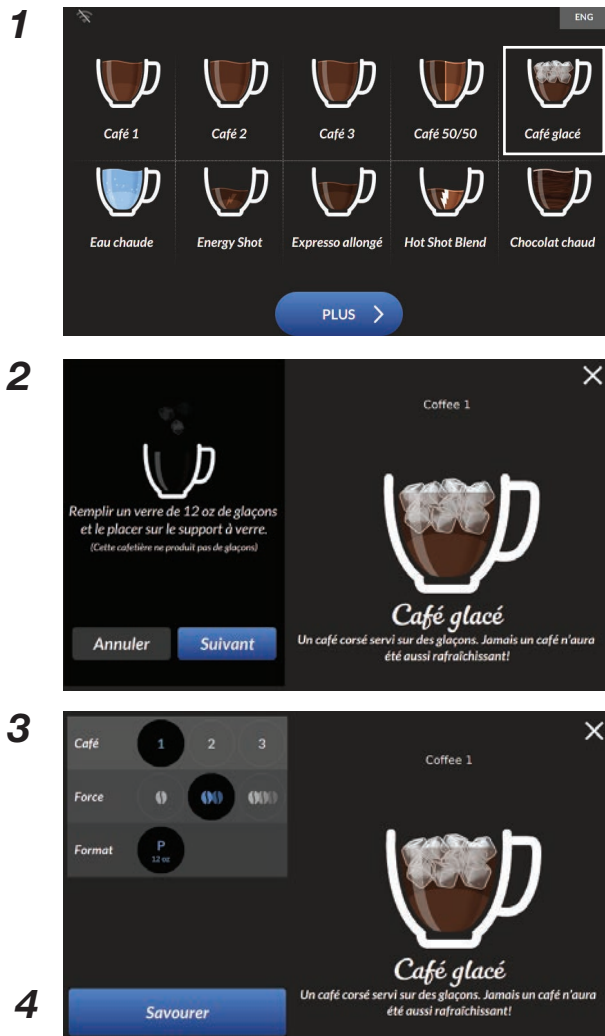 1
ENG
Café 1 Café 2 Café 3 Café 50/50 Café glacé
Eau chaude Energy Shot Expresso allongé Hot Shot Blend Chocolat chaud
PLUS
2
Coffee 1
Remplir un verre de 12 oz de glaçons
et le placer sur le support à verre.
(Cette cafetière ne produit pas de glaçons)
Annuler Suivant
Café glacé
Un café corsé servi sur des glaçons. Jamais un café n'aura
été aussi rafraîchissant!
3
Café 1 2 3
Force
Format P
12 oz
Coffee 1
Café glacé
Un café corsé servi sur des glaçons. Jamais un café n'aura
été aussi rafraîchissant!
4
Savourer